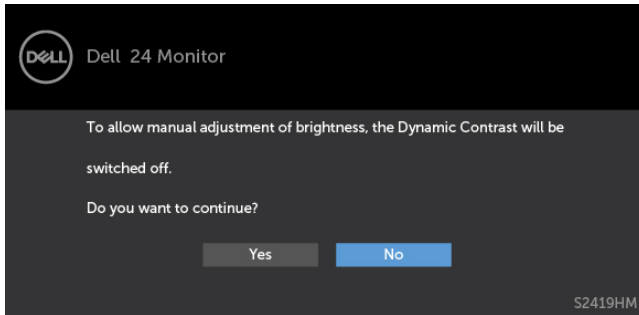 DELL
Dell 24 Monitor
To allow manual adjustment of brightness, the Dynamic Contrast will be
switched off.
Do you want to continue?
Yes No
S2419HM